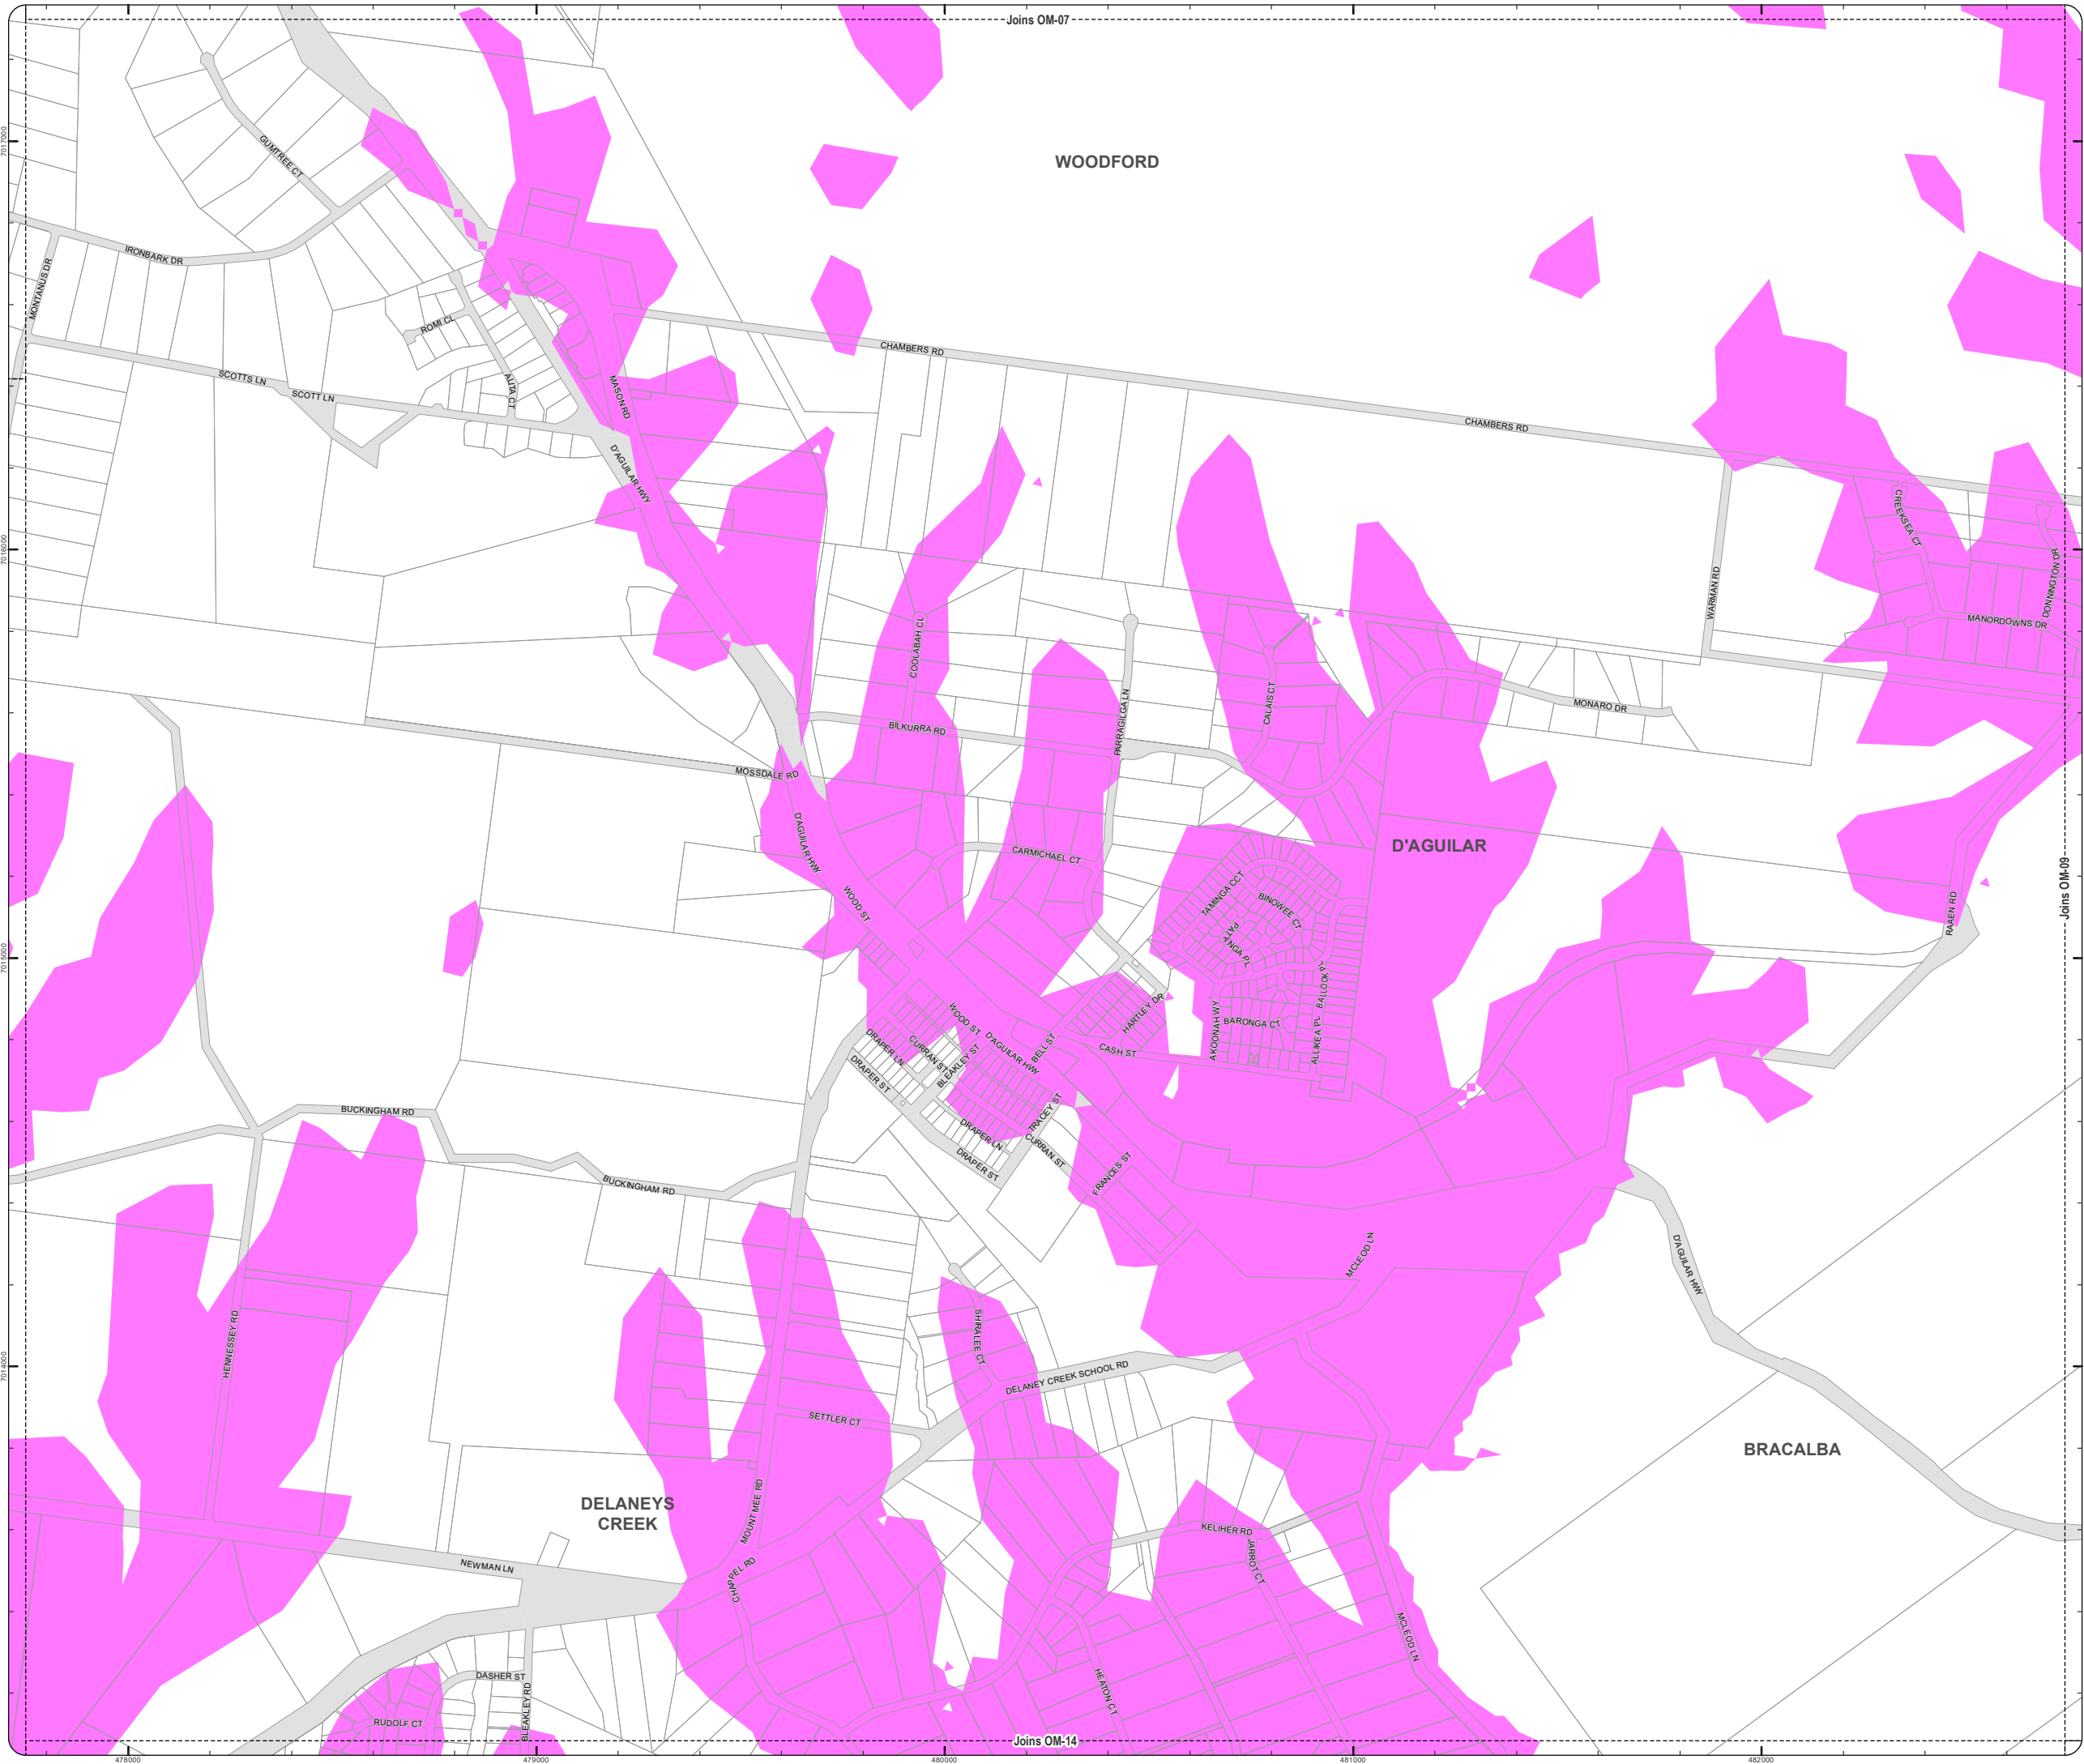 Joins OM-07
WOODFORD
7017000
GUMTREE CT
IRONBARK DR
MONTANUS DR
ROMI CL
CHAMBERS RD
SCOTTS LN
SCOTT LN
AUTA CT
MASON RD
CHAMBERS RD
D'AGUILAR HWY
CREEKSEA CT
7016000
DONNINGTON DR
WARMAN RD
MANORDOWNS DR
COOLABAH CL
CALAIS CT
MONARO DR
PARRAGILGA LN
BILKURRA RD
MOSSDALE RD
D'AGUILAR HWY
CARMICHAEL CT
D'AGUILAR
Joins OM-09
TAMINGA CCT
BINOWEE CT
WOOD ST
RAAEN RD
PATYANGA PL
7015000
BALLOOK PL
HARTLEY DR
WOOD ST
AKOONAH WY
BARONGA CT
ALLIKEA PL
D'AGUILAR HWY
BELL ST
CASH ST
DRAPER LN
CURRAN ST
BLEAKLEY ST
DRAPER ST
BUCKINGHAM RD
TRACEY ST
DRAPER LN
CURRAN ST
DRAPER ST
FRANCES ST
BUCKINGHAM RD
MCLEOD LN
D'AGUILAR HWY
HENNESSEY RD
SHIRALEE CT
7014000
DELANEY CREEK SCHOOL RD
SETTLER CT
BRACALBA
DELANEYS
CREEK
MOUNT MEE RD
KELIHER RD
JARROT CT
NEWMAN LN
CHAPPEL RD
MCLEOD LN
HEATON CT
DASHER ST
BLEAKLEY RD
RUDOLF CT
Joins OM-14
478000
479000
480000
481000
482000